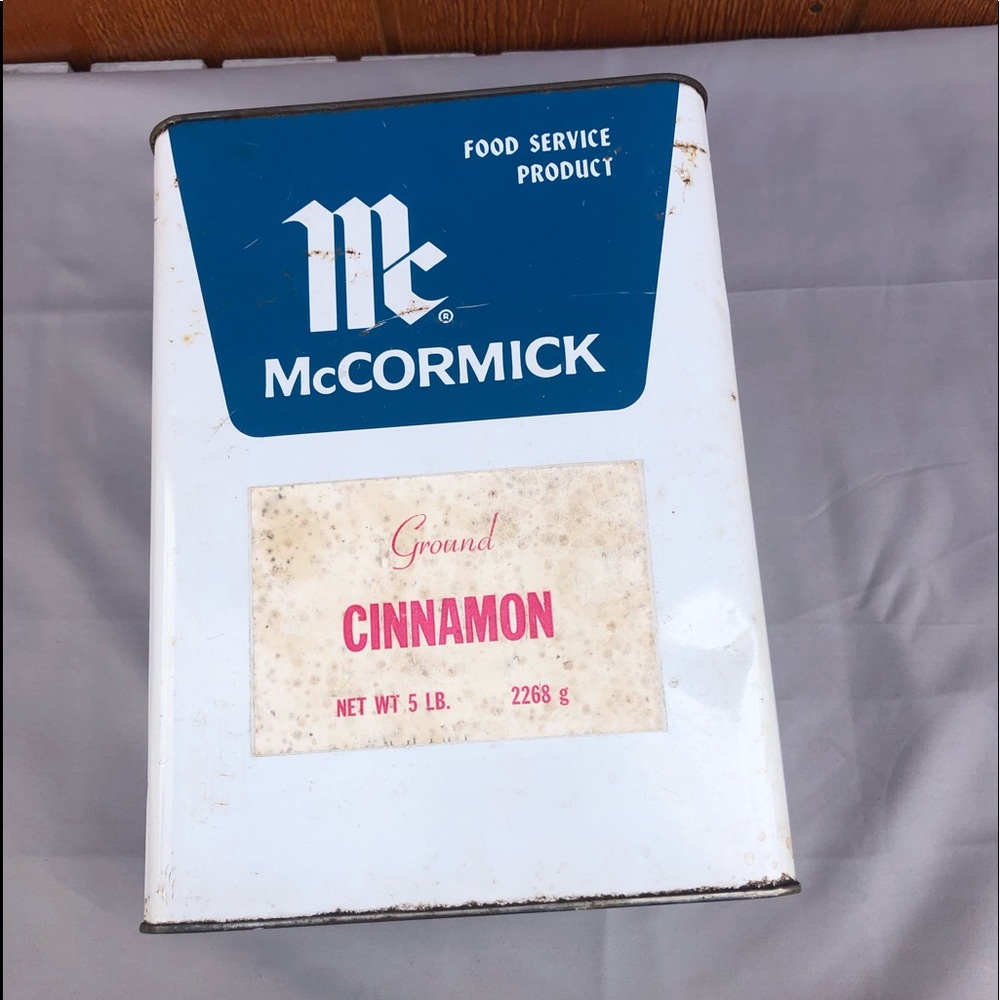 FOOD SERVICE
PRODUCT
Mc ®
McCORMICK
Ground
CINNAMON
NET WT 5 LB. 2268 g